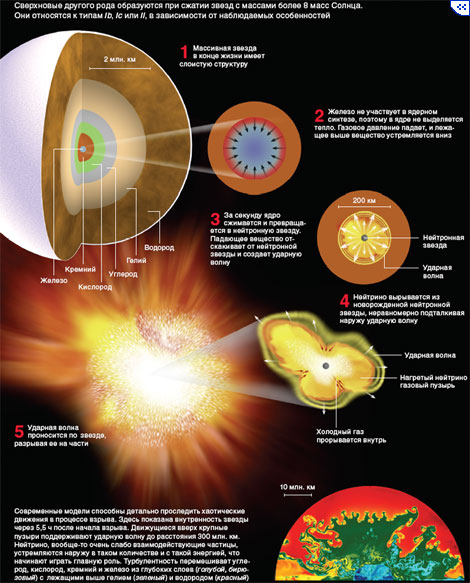 Сверхновые другого рода образуются при сжатии звезд с массами более 8 масс Солнца.
Они относятся к типам Ib, Ic или II, в зависимости от наблюдаемых особенностей
2 млн. км
1 Массивная звезда
в конце жизни имеет
слоистую структуру
2 Железо не участвует в ядерном
синтезе, поэтому в ядре не выделяется
тепло. Газовое давление падает, и лежа-
щее выше вещество устремляется вниз
Водород
Гелий
Углерод
Кремний
Кислород
Железо
3 За секунду ядро
сжимается и превраща-
ется в нейтронную звезду.
Падающее вещество от-
скакивает от нейтронной
звезды и создает ударную
волну
200 км
Нейтронная
звезда
Ударная
волна
4 Нейтрино вырывается из
новорожденной нейтронной
звезды, неравномерно подталкивая
наружу ударную волну
Ударная волна
Нагретый нейтрино
газовый пузырь
Холодный газ
прорывается внутрь
5 Ударная волна
проносится по звезде,
разрывая ее на части
10 млн. км
Современные модели способны детально проследить хаотические
движения в процессе взрыва. Здесь показана внутренность звезды
через 5,5 ч после начала взрыва. Движущиеся вверх крупные
пузыри поддерживают ударную волну до расстояния 300 млн. км.
Нейтрино, вообще-то очень слабо взаимодействующие частицы,
устремляются наружу в таком количестве и с такой энергией, что
начинают играть главную роль. Турбулентность перемешивает угле-
род, кислород, кремний и железо из глубоких слоев (голубой, бирю-
зовый) с лежащими выше гелием (зеленый) и водородом (красный)